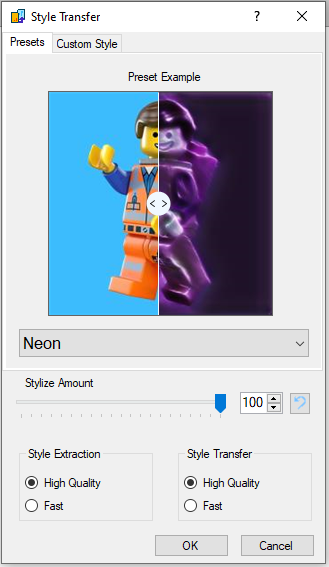 Style Transfer
Presets
Custom Style
Preset Example
Neon
Stylize Amount
100
Style Extraction
High Quality
Fast
Style Transfer
High Quality
Fast
OK
Cancel